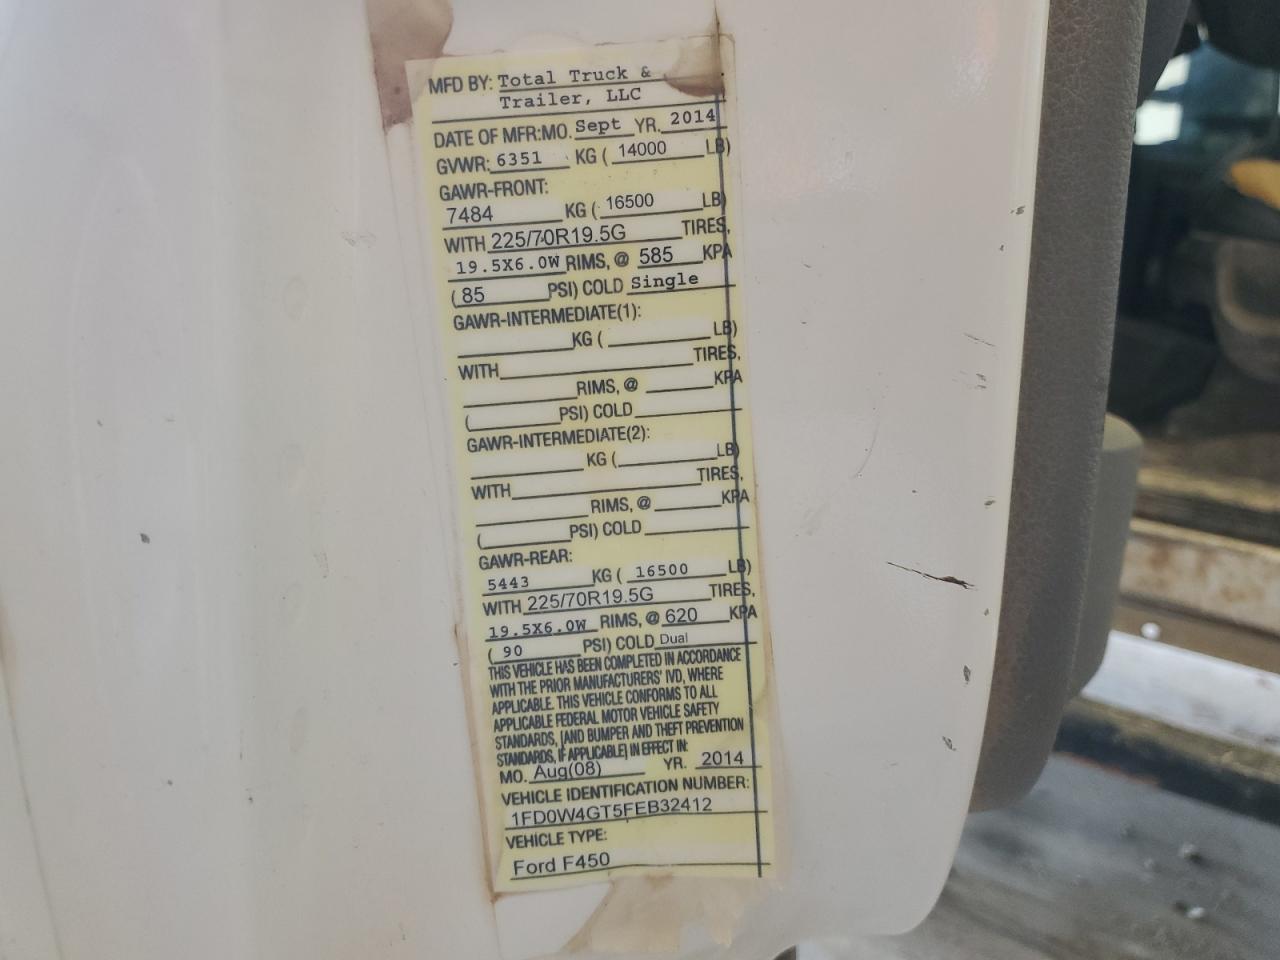 MFD BY: Total Truck &
Trailer, LLC
DATE OF MFR:MO. Sept YR. 2014
GVWR: 6351 KG ( 14000 LB)
GAWR-FRONT:
7484 KG ( 16500 LB)
WITH 225/70R19.5G TIRES,
19.5X6.0W RIMS, @ 585 KPA
( 85 PSI) COLD Single
GAWR-INTERMEDIATE(1):
KG ( LB)
WITH TIRES,
RIMS, @ KPA
( PSI) COLD
GAWR-INTERMEDIATE(2):
KG ( LB)
WITH TIRES,
RIMS, @ KPA
( PSI) COLD
GAWR-REAR:
5443 KG ( 16500 LB)
WITH 225/70R19.5G TIRES,
19.5X6.0W RIMS, @ 620 KPA
( 90 PSI) COLD Dual
THIS VEHICLE HAS BEEN COMPLETED IN ACCORDANCE
WITH THE PRIOR MANUFACTURERS' IVD, WHERE
APPLICABLE. THIS VEHICLE CONFORMS TO ALL
APPLICABLE FEDERAL MOTOR VEHICLE SAFETY
STANDARDS, [AND BUMPER AND THEFT PREVENTION
STANDARDS, IF APPLICABLE] IN EFFECT IN:
MO. Aug(08) YR. 2014
VEHICLE IDENTIFICATION NUMBER:
1FD0W4GT5FEB32412
VEHICLE TYPE:
Ford F450